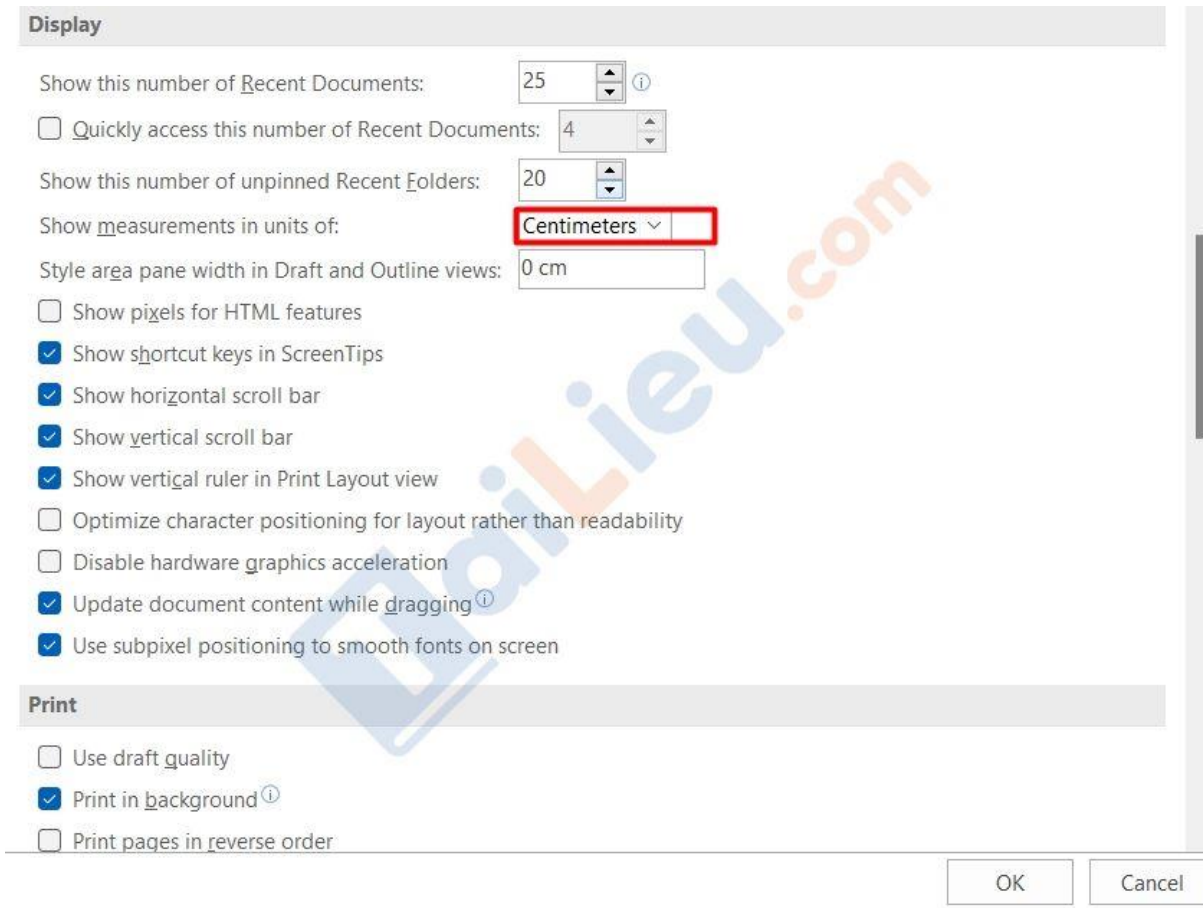 Display
Show this number of Recent Documents: 25
Quickly access this number of Recent Documents: 4
Show this number of unpinned Recent Folders: 20
Show measurements in units of: Centimeters
Style area pane width in Draft and Outline views: 0 cm
Show pixels for HTML features
Show shortcut keys in ScreenTips
Show horizontal scroll bar
Show vertical scroll bar
Show vertical ruler in Print Layout view
Optimize character positioning for layout rather than readability
Disable hardware graphics acceleration
Update document content while dragging
Use subpixel positioning to smooth fonts on screen
TaiLieu.com
Print
Use draft quality
Print in background
Print pages in reverse order
OK Cancel